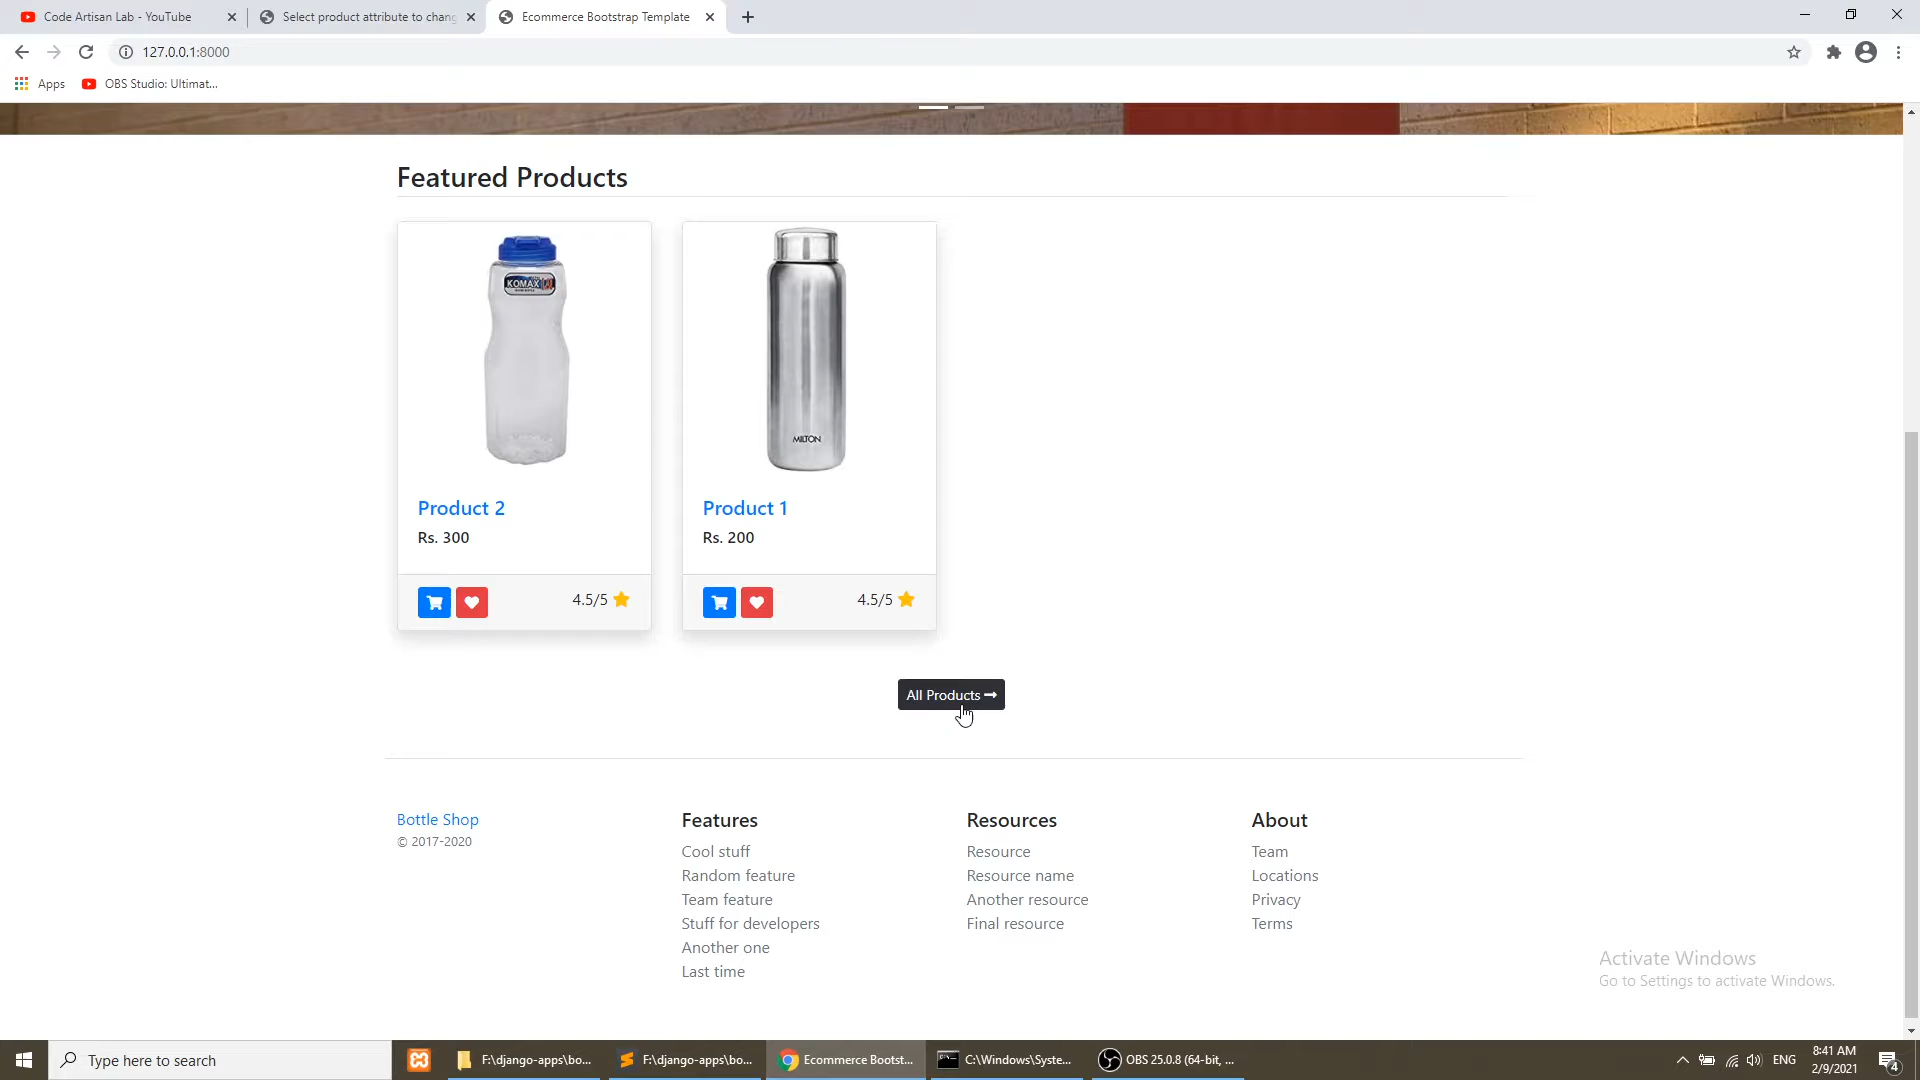 Code Artisan Lab - YouTube
Select product attribute to chang
Ecommerce Bootstrap Template
127.0.0.1:8000
Apps
OBS Studio: Ultimat...
Featured Products
KOMAX
MILTON
Product 2
Rs. 300
4.5/5
Product 1
Rs. 200
4.5/5
All Products
Bottle Shop
© 2017-2020
Features
Cool stuff
Random feature
Team feature
Stuff for developers
Another one
Last time
Resources
Resource
Resource name
Another resource
Final resource
About
Team
Locations
Privacy
Terms
Activate Windows
Go to Settings to activate Windows.
Type here to search
F:\django-apps\bo...
F:\django-apps\bo...
Ecommerce Bootst...
C:\Windows\Syste...
OBS 25.0.8 (64-bit, ...
ENG
8:41 AM
2/9/2021
4